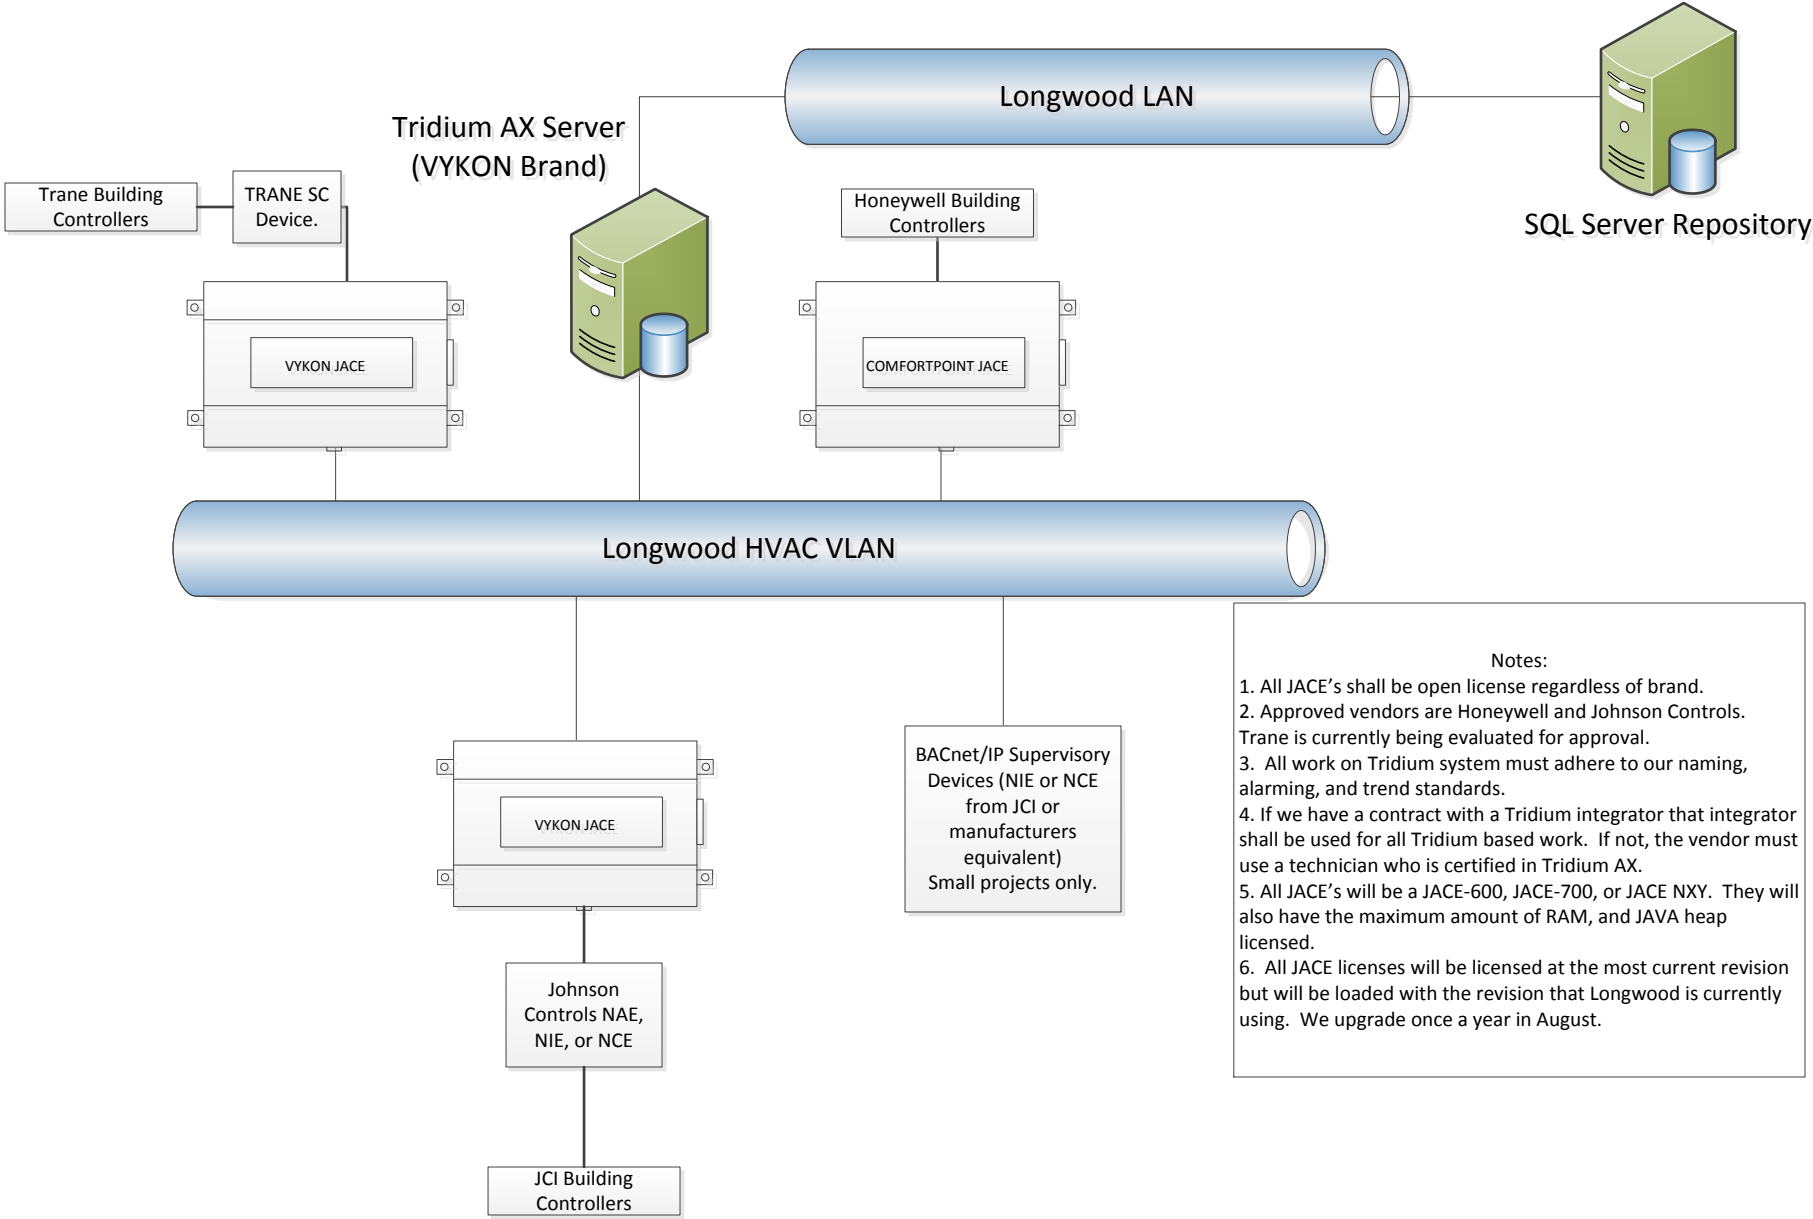 Longwood LAN
Tridium AX Server
(VYKON Brand)
SQL Server Repository
Trane Building
Controllers
TRANE SC
Device.
Honeywell Building
Controllers
VYKON JACE
COMFORTPOINT JACE
Longwood HVAC VLAN
VYKON JACE
BACnet/IP Supervisory
Devices (NIE or NCE
from JCI or
manufacturers
equivalent)
Small projects only.
Johnson
Controls NAE,
NIE, or NCE
JCI Building
Controllers
Notes:
1. All JACE's shall be open license regardless of brand.
2. Approved vendors are Honeywell and Johnson Controls.
Trane is currently being evaluated for approval.
3.  All work on Tridium system must adhere to our naming,
alarming, and trend standards.
4. If we have a contract with a Tridium integrator that integrator
shall be used for all Tridium based work.  If not, the vendor must
use a technician who is certified in Tridium AX.
5. All JACE's will be a JACE-600, JACE-700, or JACE NXY.  They will
also have the maximum amount of RAM, and JAVA heap
licensed.
6.  All JACE licenses will be licensed at the most current revision
but will be loaded with the revision that Longwood is currently
using.  We upgrade once a year in August.